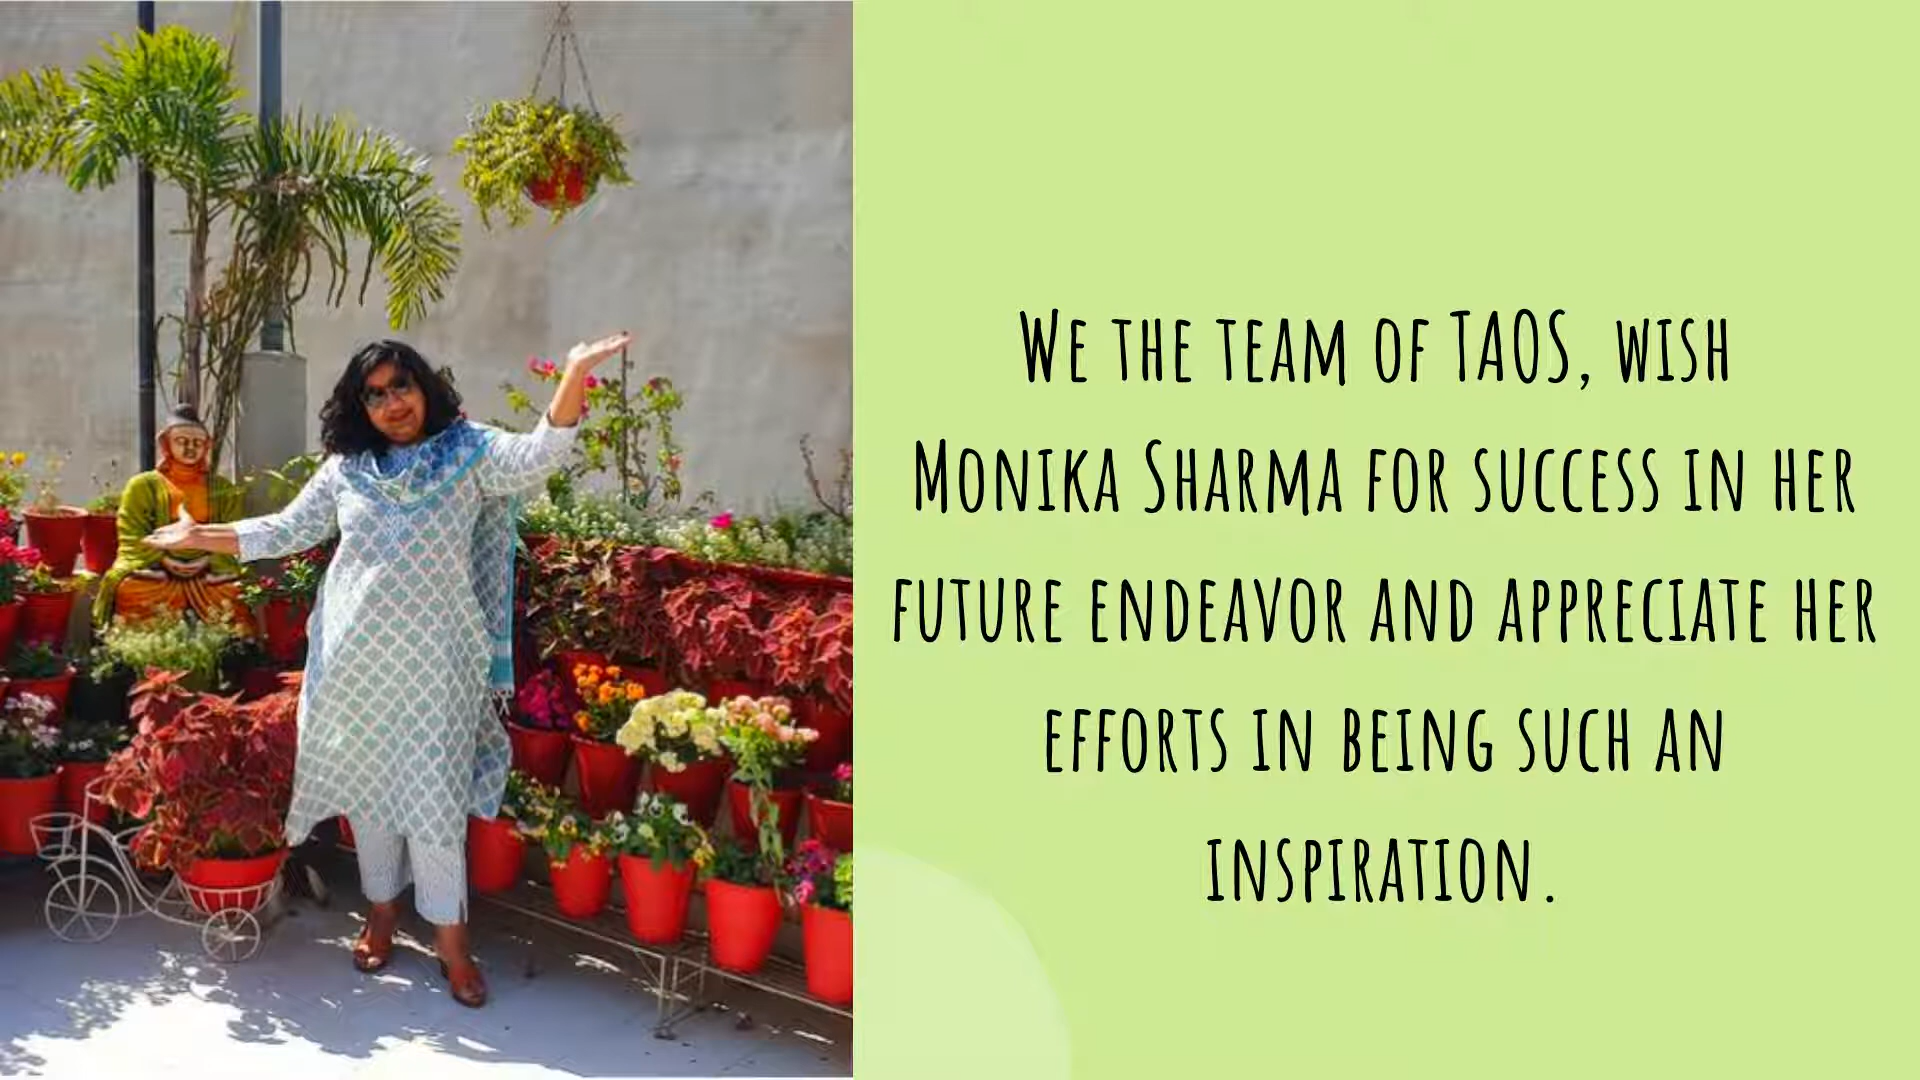 We the team of TAOS, wish
Monika Sharma for success in her
future endeavor and appreciate her
efforts in being such an
inspiration.